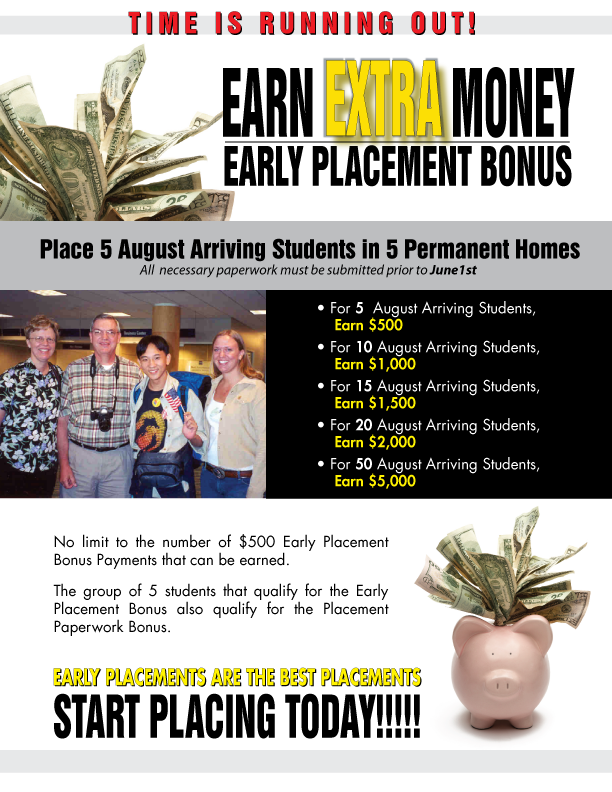 TIME IS RUNNING OUT!
EARN EXTRA MONEY
EARLY PLACEMENT BONUS
Place 5 August Arriving Students in 5 Permanent Homes
All necessary paperwork must be submitted prior to June1st
• For 5 August Arriving Students,
Earn $500
• For 10 August Arriving Students,
Earn $1,000
• For 15 August Arriving Students,
Earn $1,500
• For 20 August Arriving Students,
Earn $2,000
• For 50 August Arriving Students,
Earn $5,000
No limit to the number of $500 Early Placement
Bonus Payments that can be earned.
The group of 5 students that qualify for the Early
Placement Bonus also qualify for the Placement
Paperwork Bonus.
EARLY PLACEMENTS ARE THE BEST PLACEMENTS
START PLACING TODAY!!!!!